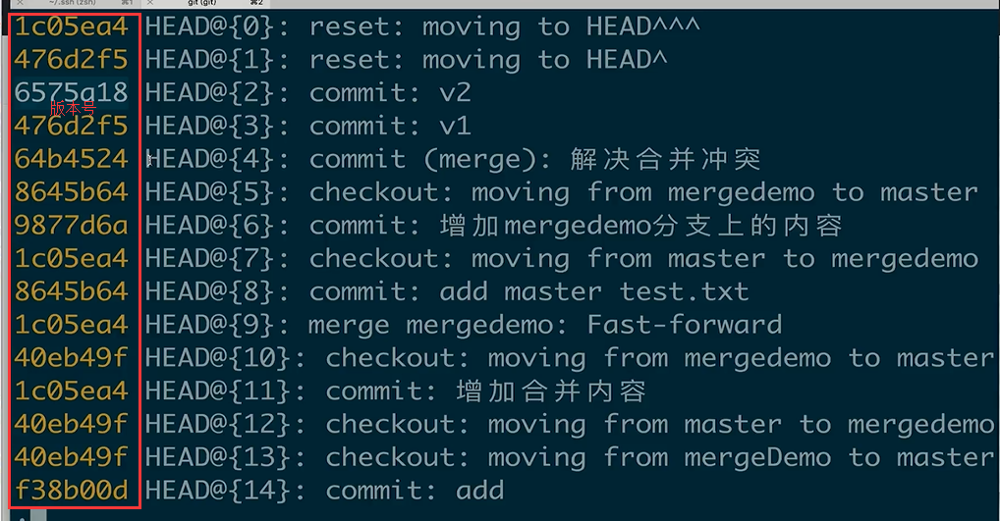 ~/.ssh (zsh) ⌘1 git (git) ⌘2
1c05ea4 HEAD@{0}: reset: moving to HEAD^^^
476d2f5 HEAD@{1}: reset: moving to HEAD^
6575a18 HEAD@{2}: commit: v2
版本号
476d2f5 HEAD@{3}: commit: v1
64b4524 HEAD@{4}: commit (merge): 解决合并冲突
8645b64 HEAD@{5}: checkout: moving from mergedemo to master
9877d6a HEAD@{6}: commit: 增加mergedemo分支上的内容
1c05ea4 HEAD@{7}: checkout: moving from master to mergedemo
8645b64 HEAD@{8}: commit: add master test.txt
1c05ea4 HEAD@{9}: merge mergedemo: Fast-forward
40eb49f HEAD@{10}: checkout: moving from mergedemo to master
1c05ea4 HEAD@{11}: commit: 增加合并内容
40eb49f HEAD@{12}: checkout: moving from master to mergedemo
40eb49f HEAD@{13}: checkout: moving from mergeDemo to master
f38b00d HEAD@{14}: commit: add
: